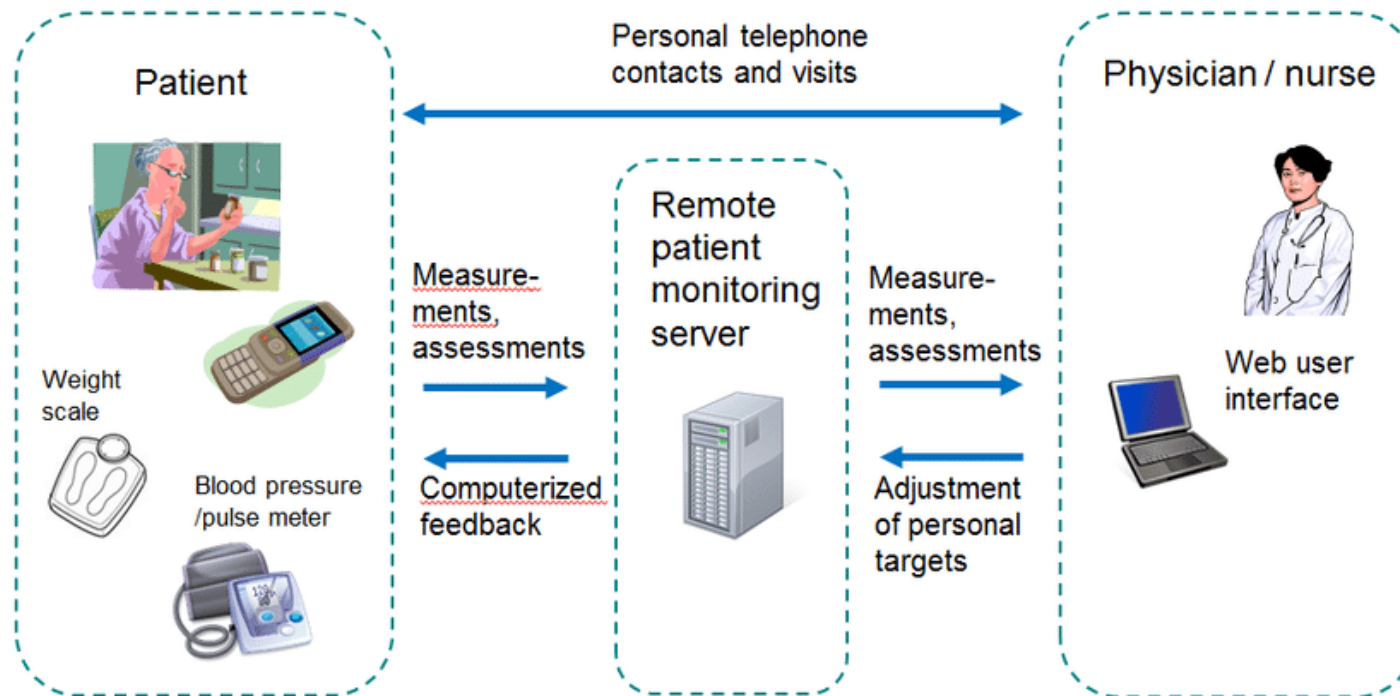 Personal telephone
contacts and visits
Patient
Physician / nurse
Remote
patient
monitoring
server
Measure-
ments,
assessments
Measure-
ments,
assessments
Weight
scale
Web user
interface
Blood pressure
/pulse meter
Computerized
feedback
Adjustment
of personal
targets